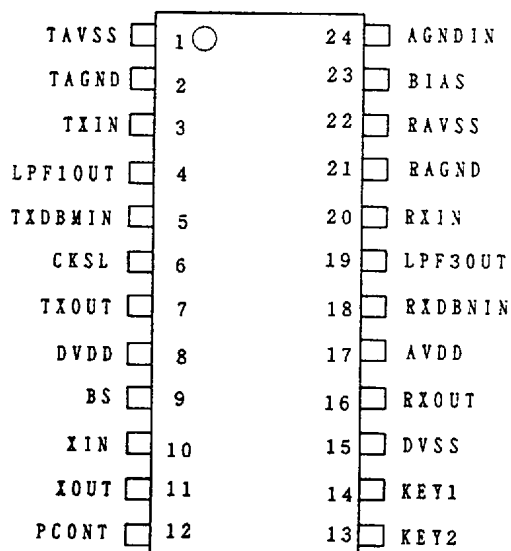 TAVSS 1 24 AGNDIN
TAGND 2 23 BIAS
TXIN 3 22 RAVSS
LPF1OUT 4 21 RAGND
TXDBMIN 5 20 RXIN
CKSL 6 19 LPF3OUT
TXOUT 7 18 RXDBNIN
DVDD 8 17 AVDD
BS 9 16 RXOUT
XIN 10 15 DVSS
XOUT 11 14 KEY1
PCONT 12 13 KEY2